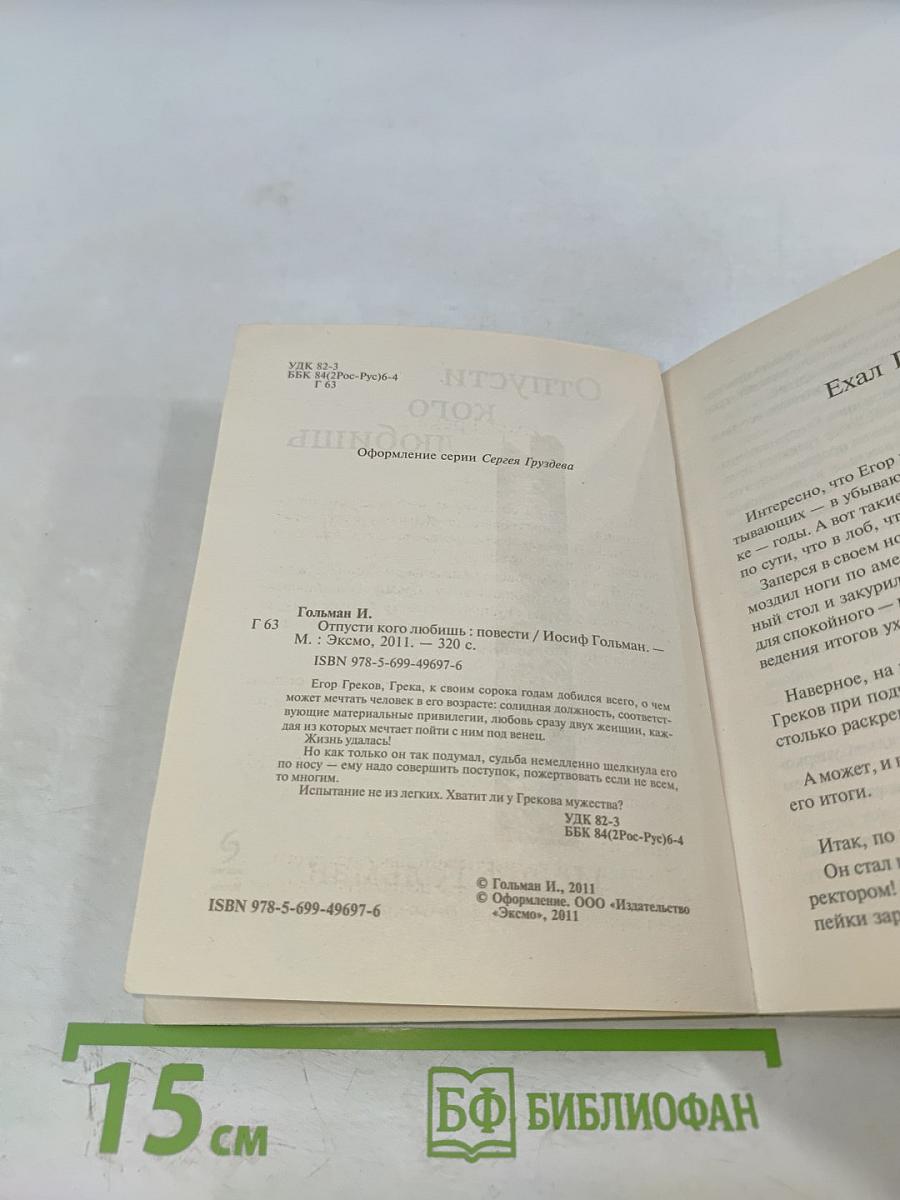 УДК 82-3
ББК 84(2Рос-Рус)6-4
Г 63
Оформление серии Сергея Груздева
Гольман И.
Г 63 Отпусти кого любишь : повести / Иосиф Гольман. —
М. : Эксмо, 2011. — 320 с.
ISBN 978-5-699-49697-6
Егор Греков, Грека, к своим сорока годам добился всего, о чем
может мечтать человек в его возрасте: солидная должность, соответст-
вующие материальные привилегии, любовь сразу двух женщин, каж-
дая из которых мечтает пойти с ним под венец.
Жизнь удалась!
Но как только он так подумал, судьба немедленно щелкнула его
по носу — ему надо совершить поступок, пожертвовать если не всем,
то многим.
Испытание не из легких. Хватит ли у Грекова мужества?
УДК 82-3
ББК 84(2Рос-Рус)6-4
ISBN 978-5-699-49697-6
© Гольман И., 2011
© Оформление. ООО «Издательство
«Эксмо», 2011
Ехал
Интересно, что Егор
тывающих — в убываю
ке — годы. А вот такие
по сути, что в лоб, чт
Заперся в своем но
моздил ноги по аме
ный стол и закурил
для спокойного —
ведения итогов ух
Наверное, на
Греков при под
столько раскре
А может, и
его итоги.
Итак, по
Он стал
ректором!
пейки зар
15 см
БФ БИБЛИОФАН